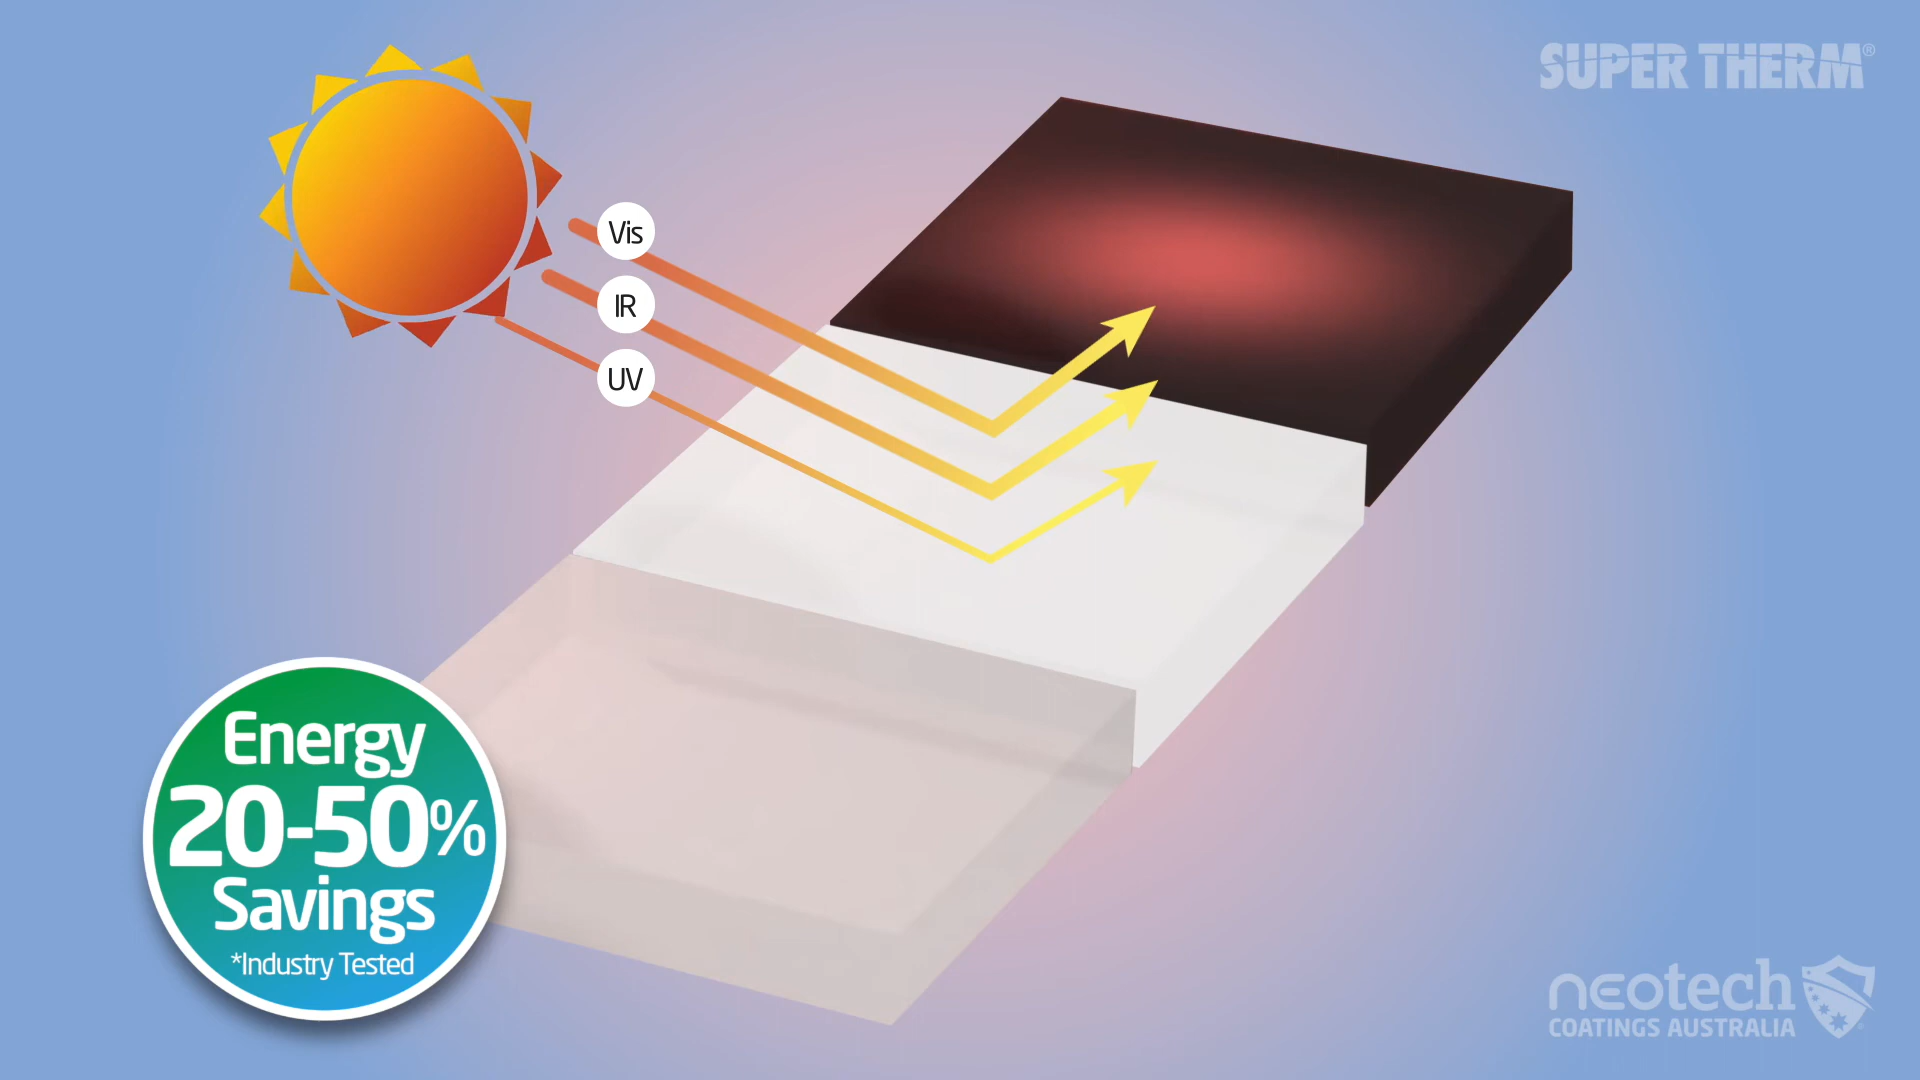 SUPER THERM®
Vis
IR
UV
Energy
20-50%
Savings
*Industry Tested
neotech
COATINGS AUSTRALIA